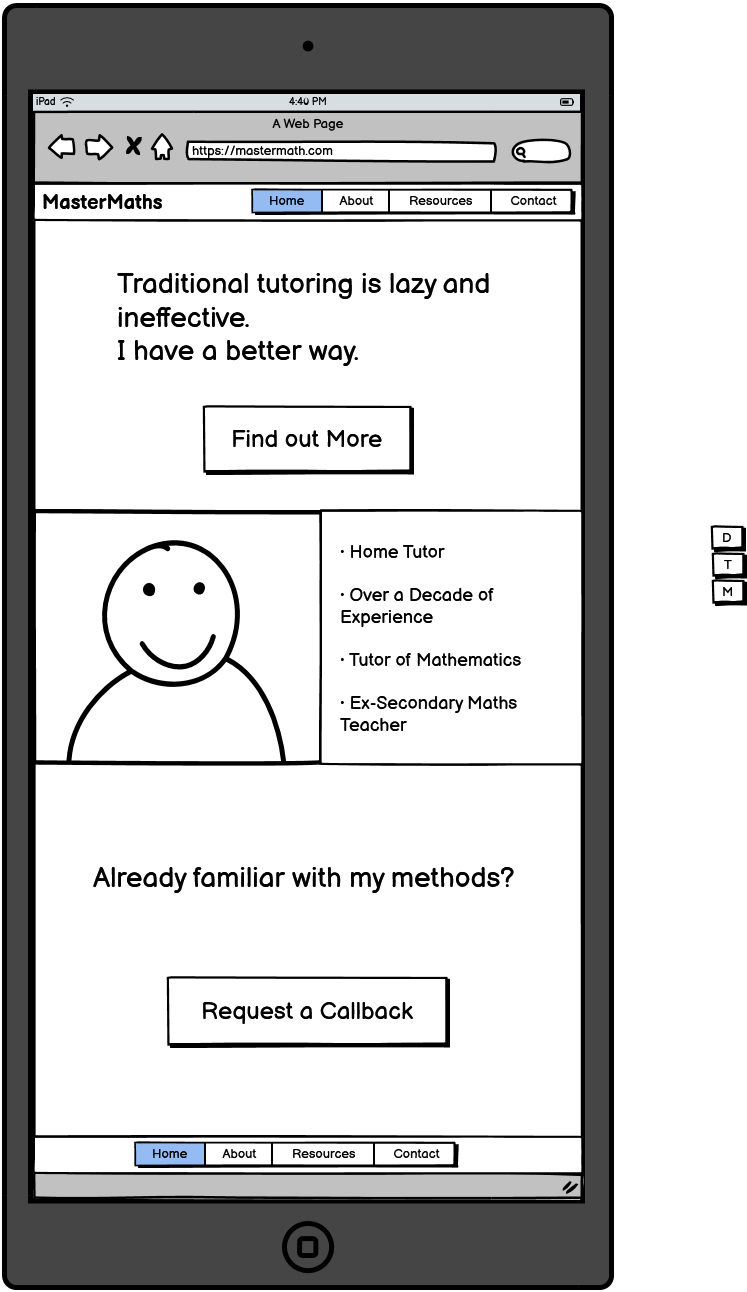 iPad 4:40 PM
A Web Page
https://mastermath.com
MasterMaths Home About Resources Contact
Traditional tutoring is lazy and
ineffective.
I have a better way.
Find out More
· Home Tutor
· Over a Decade of
Experience
· Tutor of Mathematics
· Ex-Secondary Maths
Teacher
D
T
M
Already familiar with my methods?
Request a Callback
Home About Resources Contact